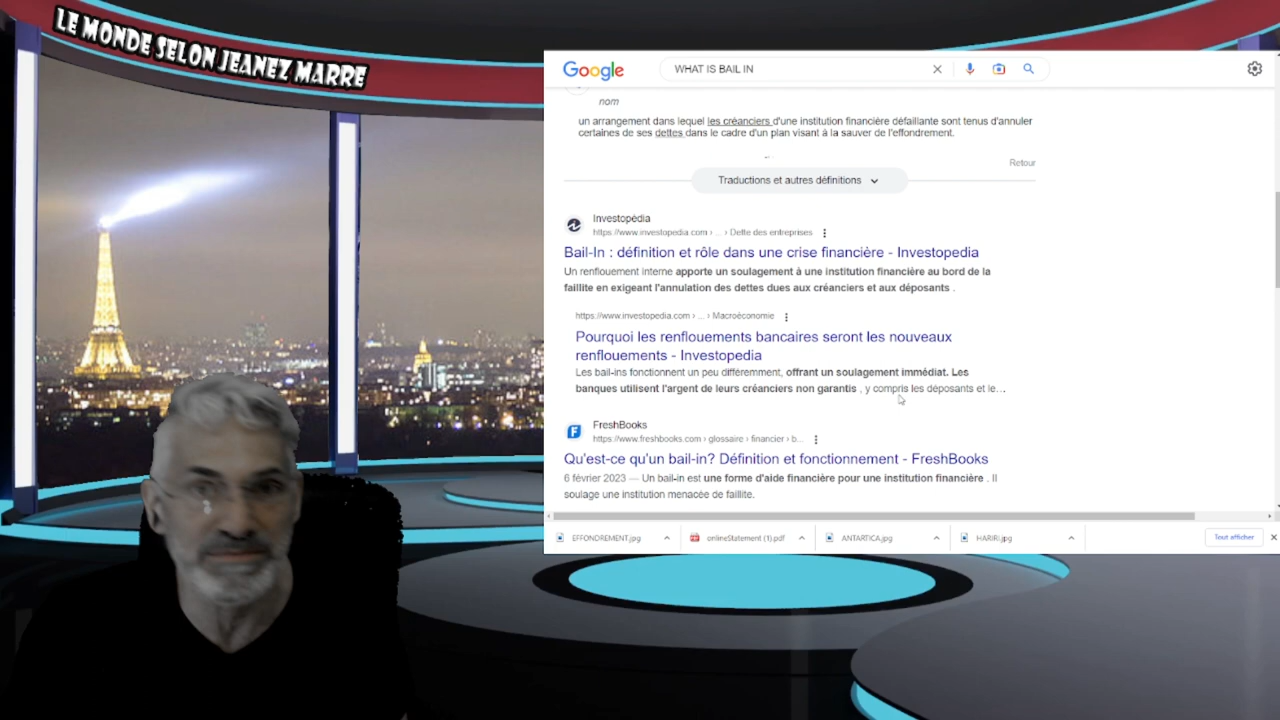 LE MONDE SELON JEANEZ MARRE
Google
WHAT IS BAIL IN
nom
un arrangement dans lequel les créanciers d'une institution financière défaillante sont tenus d'annuler
certaines de ses dettes dans le cadre d'un plan visant à la sauver de l'effondrement.
Retour
Traductions et autres définitions
Investopédia
https://www.investopedia.com › ... › Dette des entreprises
Bail-In : définition et rôle dans une crise financière - Investopedia
Un renflouement interne apporte un soulagement à une institution financière au bord de la
faillite en exigeant l'annulation des dettes dues aux créanciers et aux déposants .
https://www.investopedia.com › ... › Macroéconomie
Pourquoi les renflouements bancaires seront les nouveaux
renflouements - Investopedia
Les bail-ins fonctionnent un peu différemment, offrant un soulagement immédiat. Les
banques utilisent l'argent de leurs créanciers non garantis , y compris les déposants et le...
FreshBooks
https://www.freshbooks.com › glossaire › financier › b...
Qu'est-ce qu'un bail-in? Définition et fonctionnement - FreshBooks
6 février 2023 — Un bail-in est une forme d'aide financière pour une institution financière . Il
soulage une institution menacée de faillite.
EFFONDREMENT.jpg
onlineStatement (1).pdf
ANTARTICA.jpg
HARIRI.jpg
Tout afficher